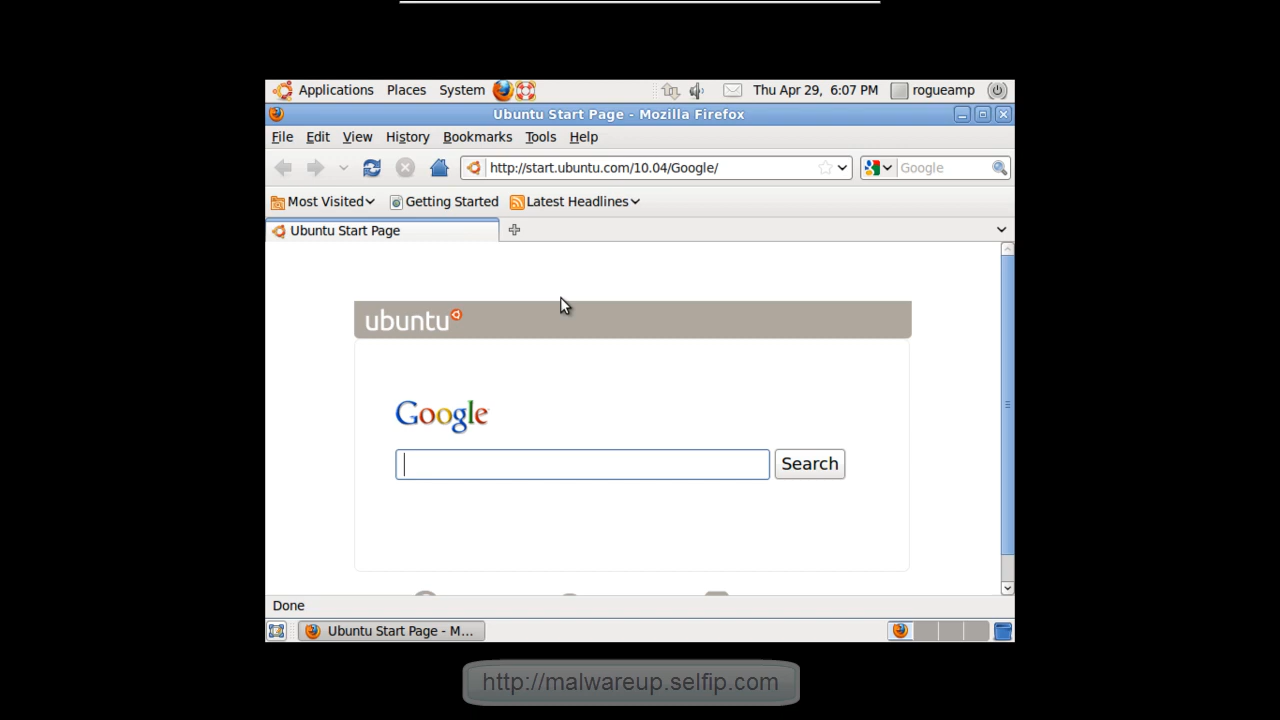 Applications Places System Thu Apr 29, 6:07 PM rogueamp
Ubuntu Start Page - Mozilla Firefox
File Edit View History Bookmarks Tools Help
http://start.ubuntu.com/10.04/Google/ Google
Most Visited Getting Started Latest Headlines
Ubuntu Start Page
ubuntu
Google
Search
Done
Ubuntu Start Page - M...
http://malwareup.selfip.com